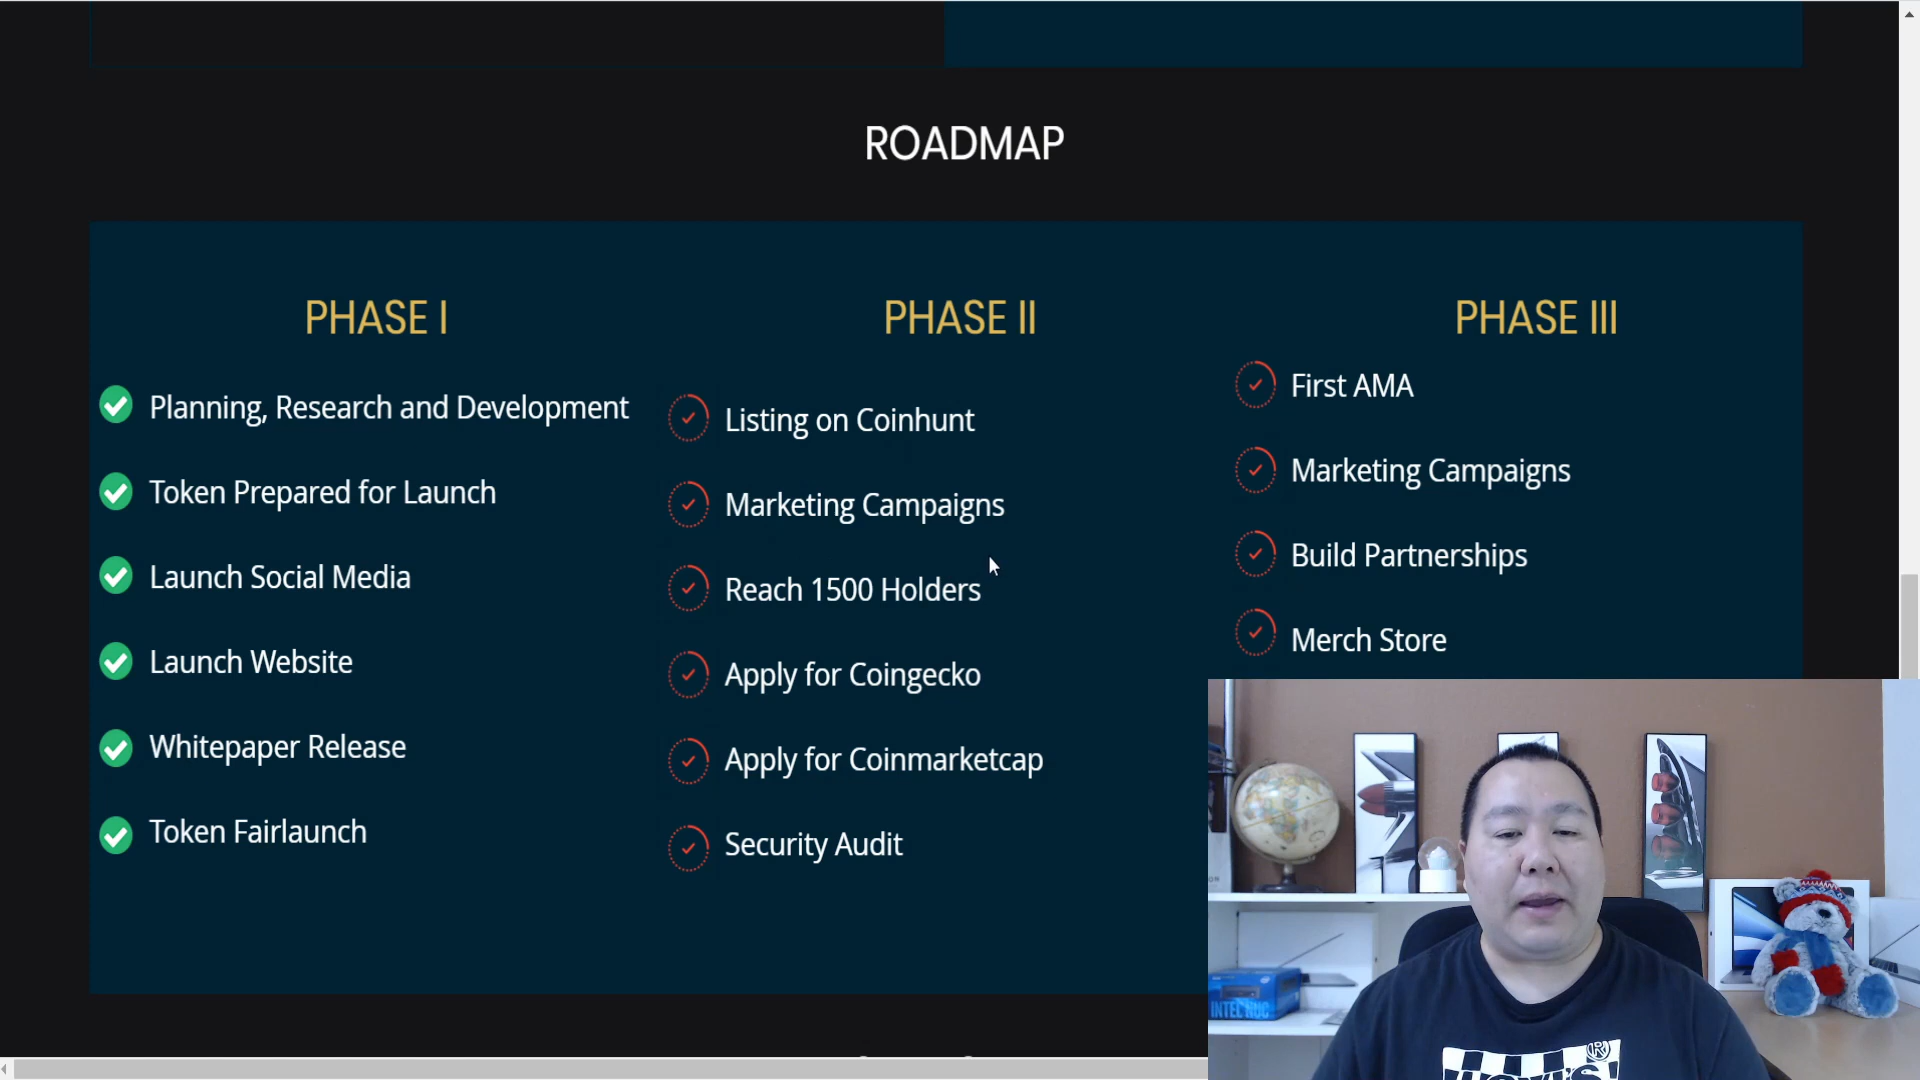 ROADMAP
PHASE I
Planning, Research and Development
Token Prepared for Launch
Launch Social Media
Launch Website
Whitepaper Release
Token Fairlaunch
PHASE II
Listing on Coinhunt
Marketing Campaigns
Reach 1500 Holders
Apply for Coingecko
Apply for Coinmarketcap
Security Audit
PHASE III
First AMA
Marketing Campaigns
Build Partnerships
Merch Store
INTEL NUC